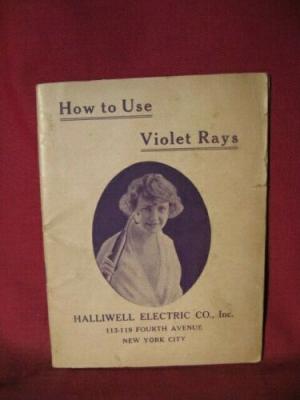 How to Use
Violet Rays
HALLIWELL ELECTRIC CO., Inc.
113-119 FOURTH AVENUE
NEW YORK CITY